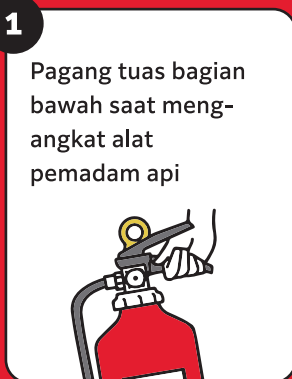 1
Pagang tuas bagian
bawah saat meng-
angkat alat
pemadam api